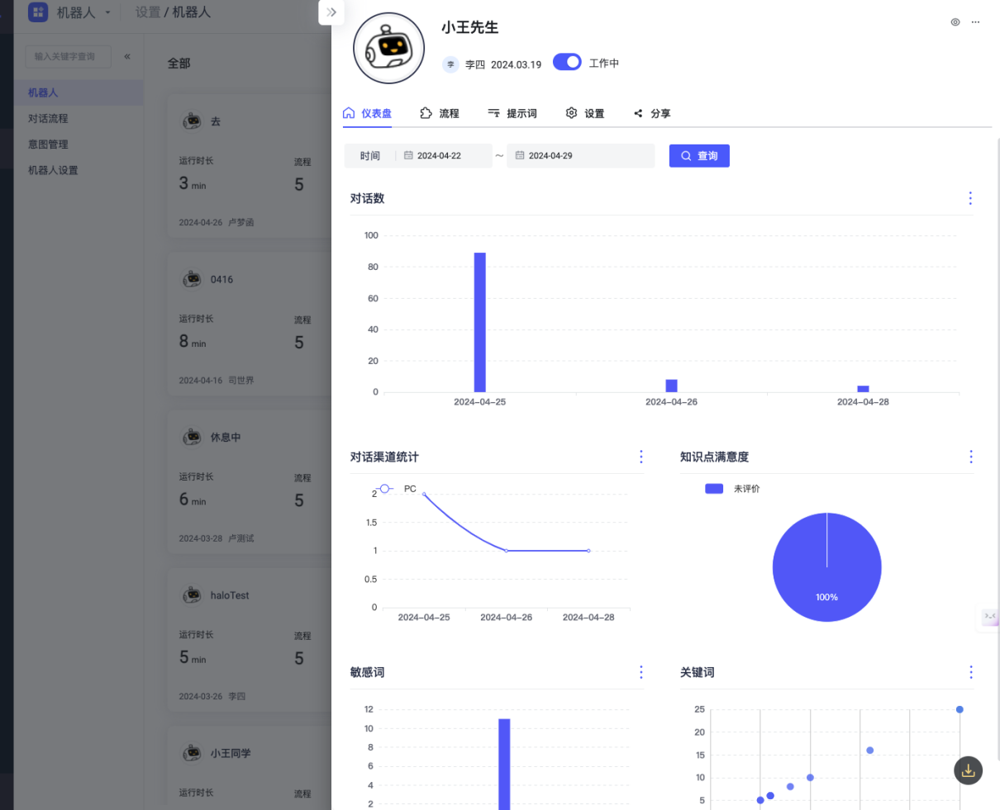 机器人
设置 / 机器人
输入关键字查询
«
机器人
对话流程
意图管理
机器人设置
全部
去
运行时长
流程
3 min
5
2024-04-26 卢梦函
0416
运行时长
流程
8 min
5
2024-04-16 司世界
休息中
运行时长
流程
6 min
5
2024-03-28 卢测试
haloTest
运行时长
流程
5 min
5
2024-03-26 李四
小王同学
运行时长
流程
小王先生
李 李四 2024.03.19 工作中
仪表盘 流程 提示词 设置 分享
时间 2024-04-22 ~ 2024-04-29 查询
对话数
100
80
60
40
20
0
2024-04-25 2024-04-26 2024-04-28
对话渠道统计
PC
2
1.5
1
0.5
0
2024-04-25 2024-04-26 2024-04-28
知识点满意度
未评价
100%
敏感词
12
10
8
6
4
2
关键词
25
20
15
10
5